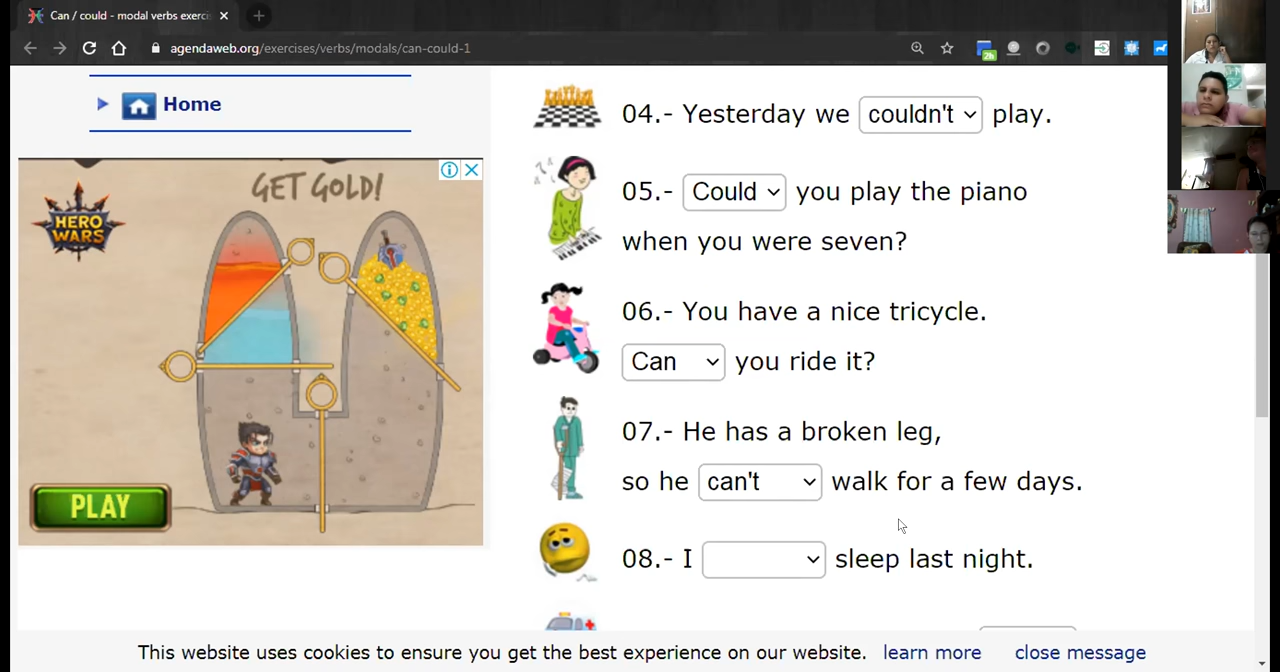 Can / could - modal verbs exerci
agendaweb.org/exercises/verbs/modals/can-could-1
2h
Home
GET GOLD!
HERO
WARS
PLAY
04.- Yesterday we couldn't play.
05.- Could you play the piano
when you were seven?
06.- You have a nice tricycle.
Can you ride it?
07.- He has a broken leg,
so he can't walk for a few days.
08.- I sleep last night.
This website uses cookies to ensure you get the best experience on our website. learn more close message